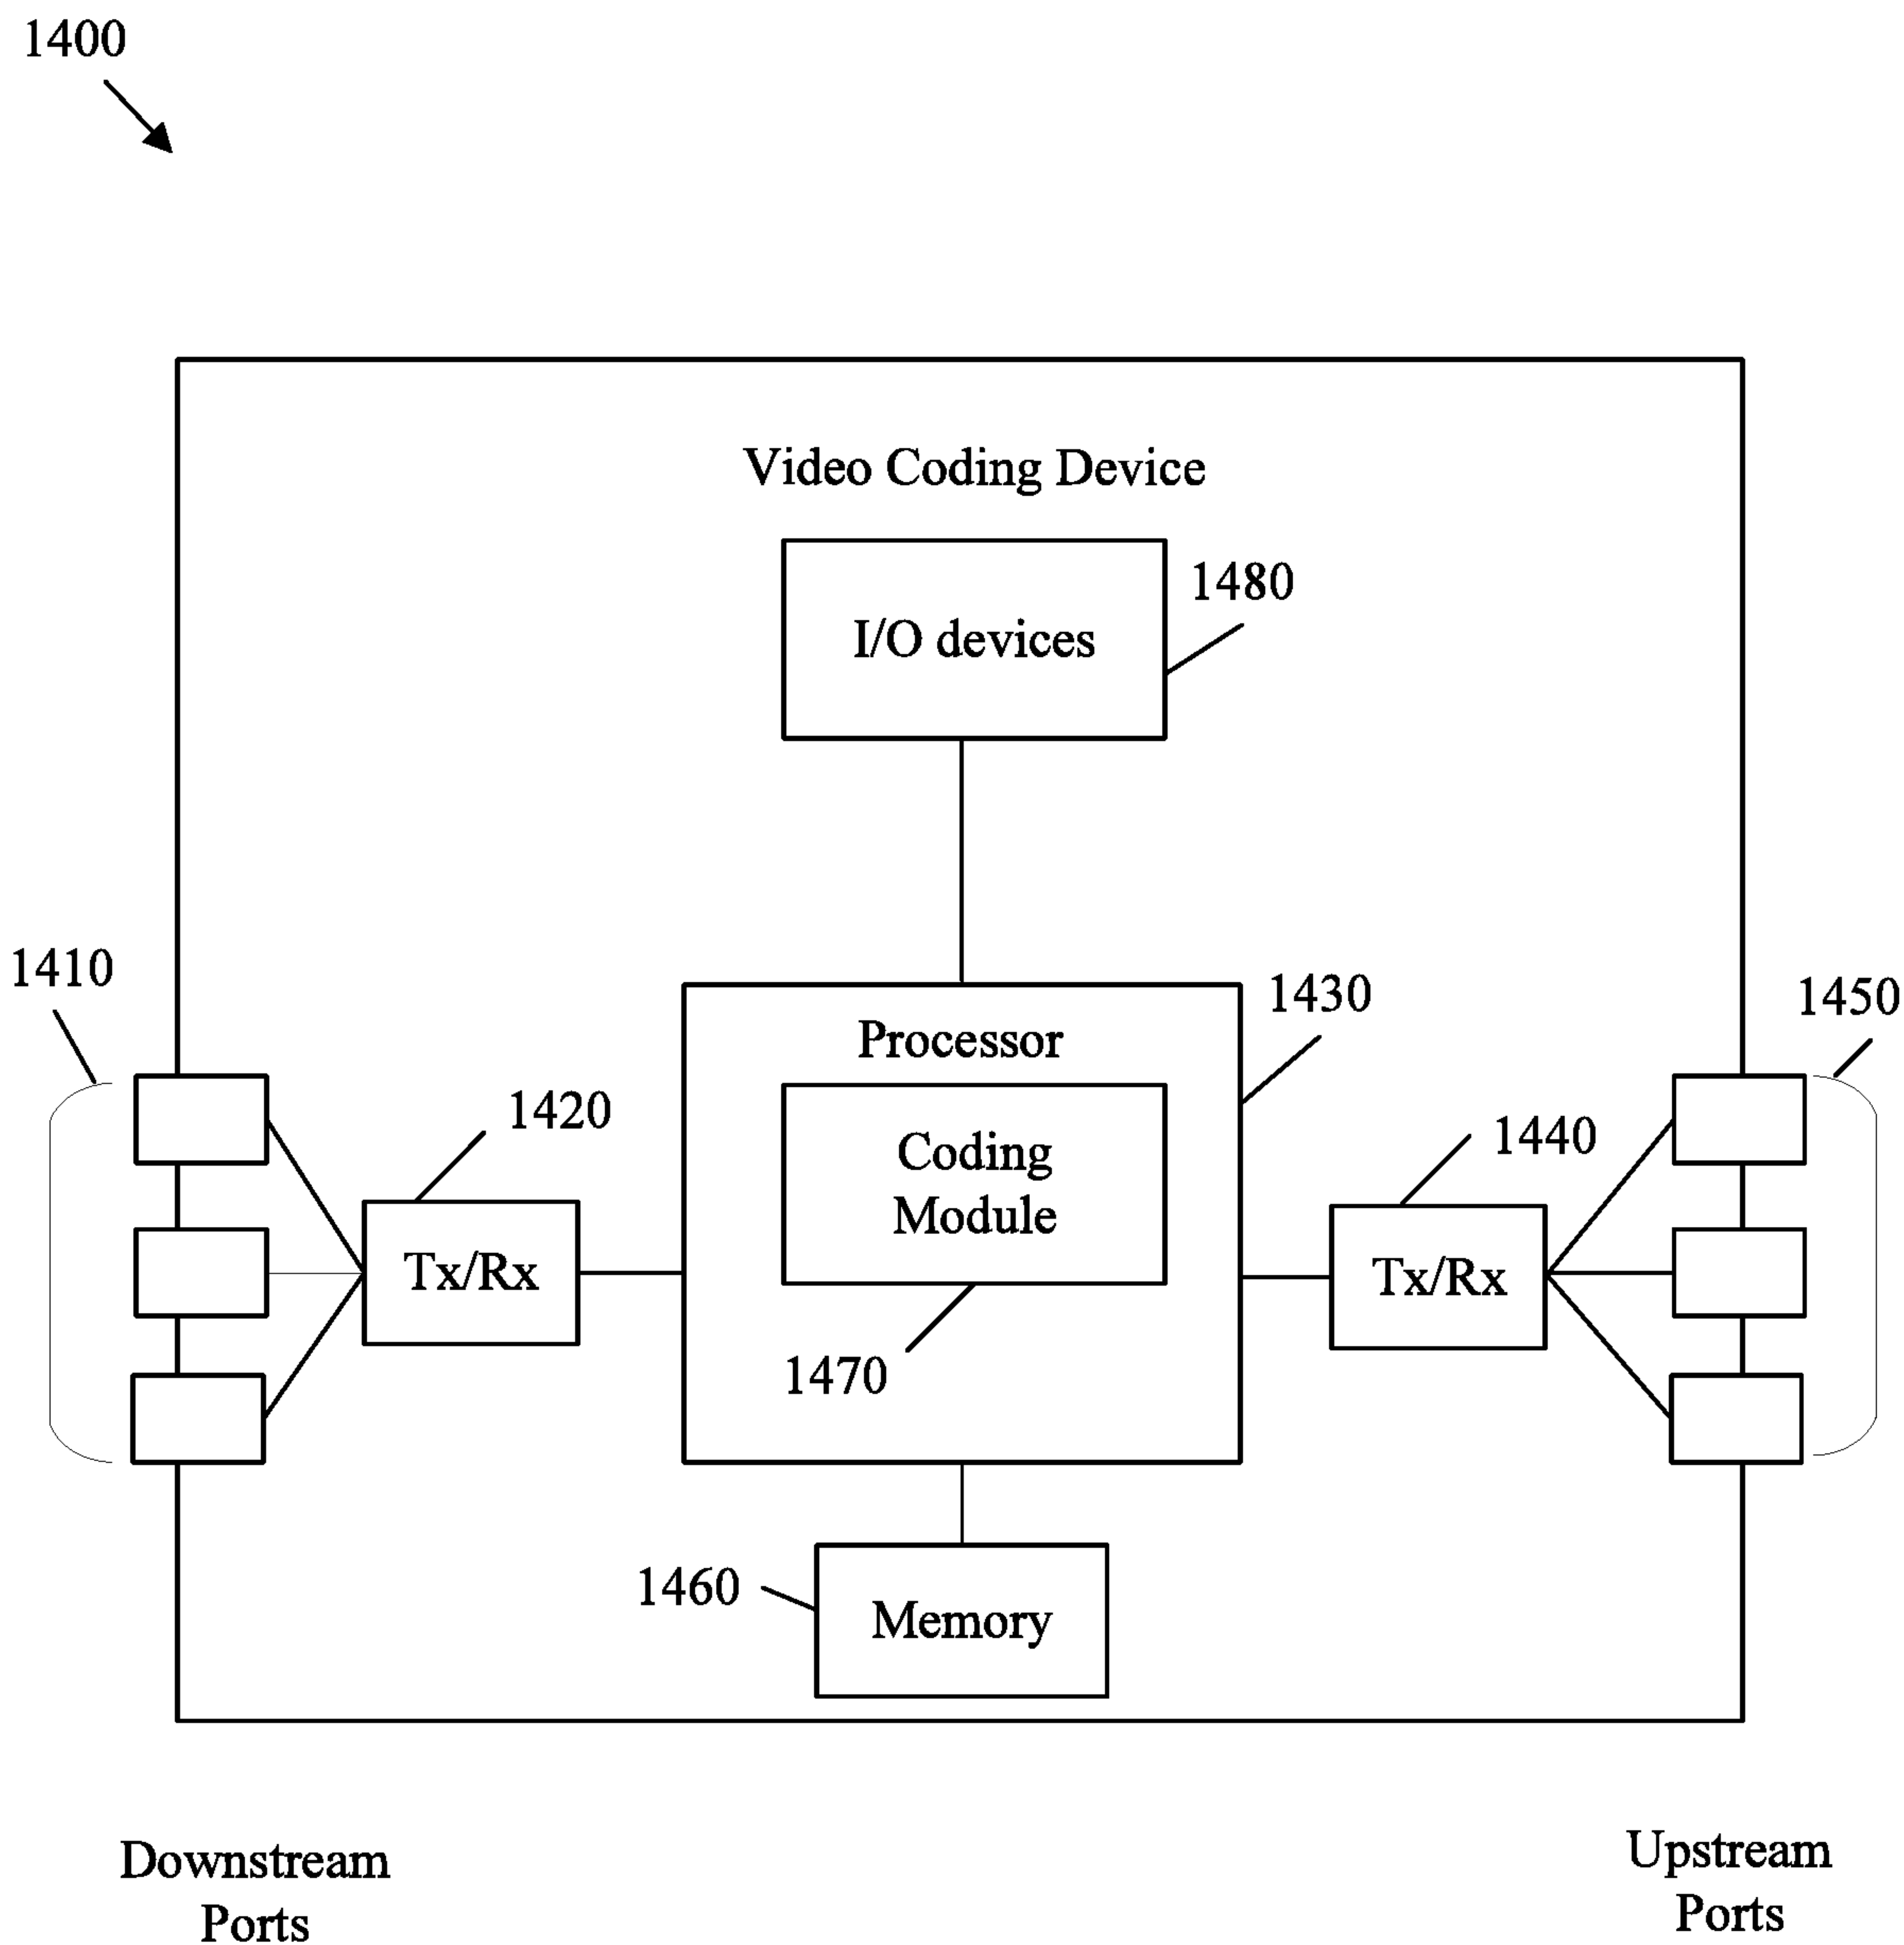 1400
Video Coding Device
1480
I/O devices
1410
1430
1450
Processor
1420
1440
Coding
Module
Tx/Rx
Tx/Rx
1470
1460
Memory
Downstream
Ports
Upstream
Ports